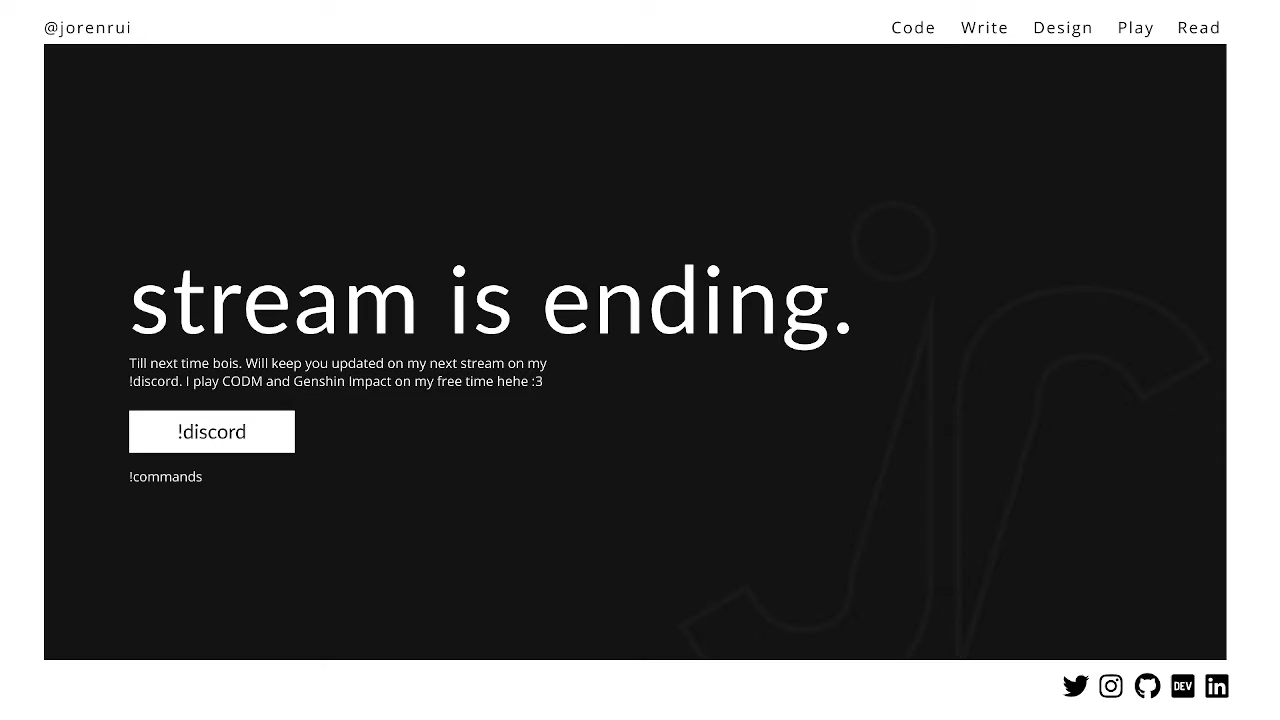 @jorenrui
Code Write Design Play Read
stream is ending.
Till next time bois. Will keep you updated on my next stream on my
!discord. I play CODM and Genshin Impact on my free time hehe :3
!discord
!commands
jr
DEV
in